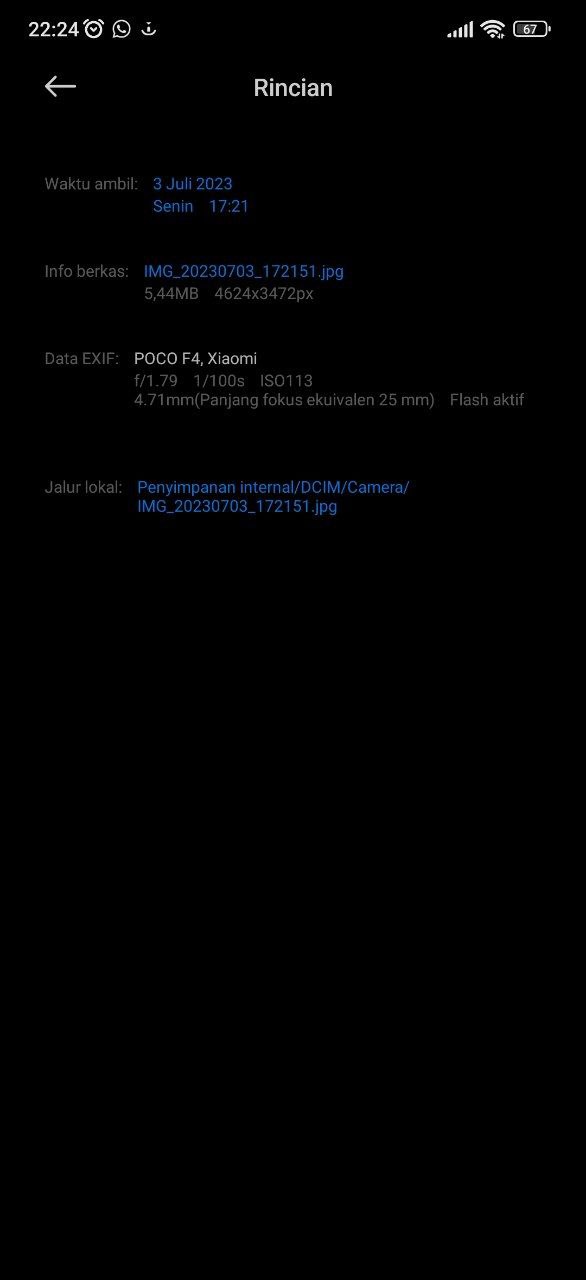 22:24 67
Rincian
Waktu ambil: 3 Juli 2023
Senin 17:21
Info berkas: IMG_20230703_172151.jpg
5,44MB 4624x3472px
Data EXIF: POCO F4, Xiaomi
f/1.79 1/100s ISO113
4.71mm(Panjang fokus ekuivalen 25 mm) Flash aktif
Jalur lokal: Penyimpanan internal/DCIM/Camera/
IMG_20230703_172151.jpg